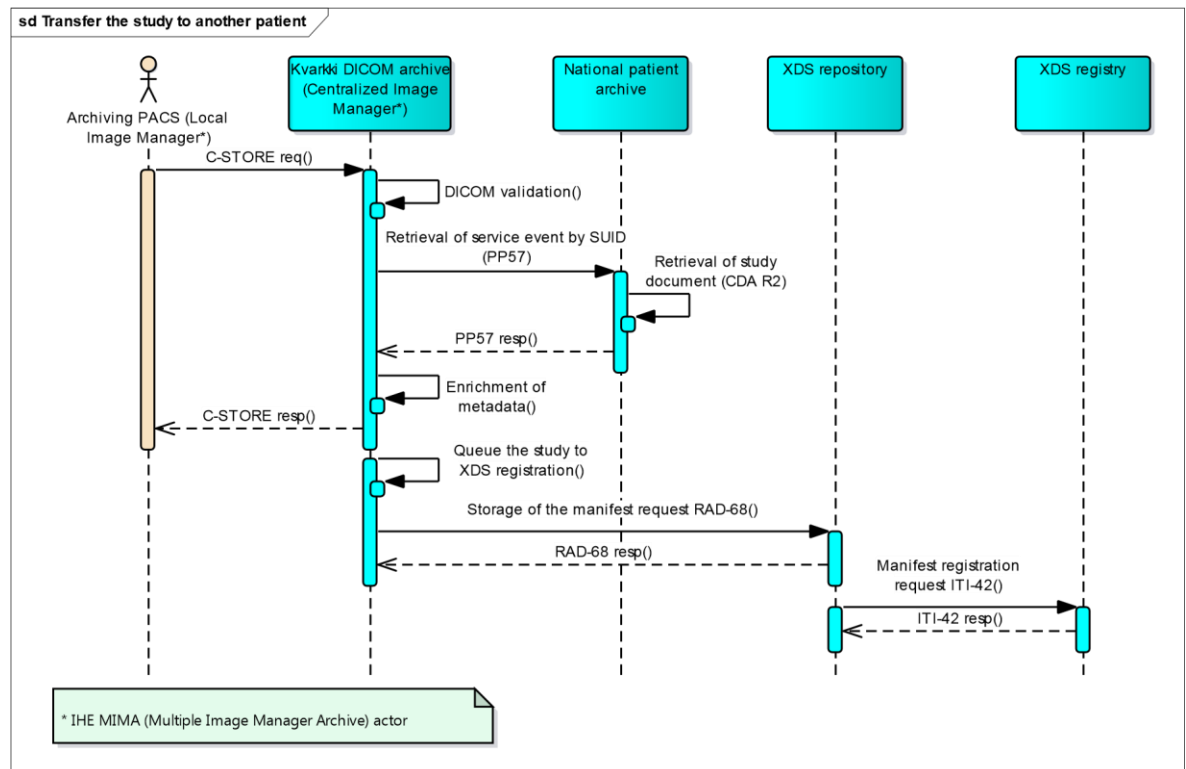 sd Transfer the study to another patient
Archiving PACS (Local
Image Manager*)
Kvarkki DICOM archive
(Centralized Image
Manager*)
National patient
archive
XDS repository
XDS registry
C-STORE req()
DICOM validation()
Retrieval of service event by SUID
(PP57)
Retrieval of study
document (CDA R2)
PP57 resp()
Enrichment of
metadata()
C-STORE resp()
Queue the study to
XDS registration()
Storage of the manifest request RAD-68()
RAD-68 resp()
Manifest registration
request ITI-42()
ITI-42 resp()
* IHE MIMA (Multiple Image Manager Archive) actor